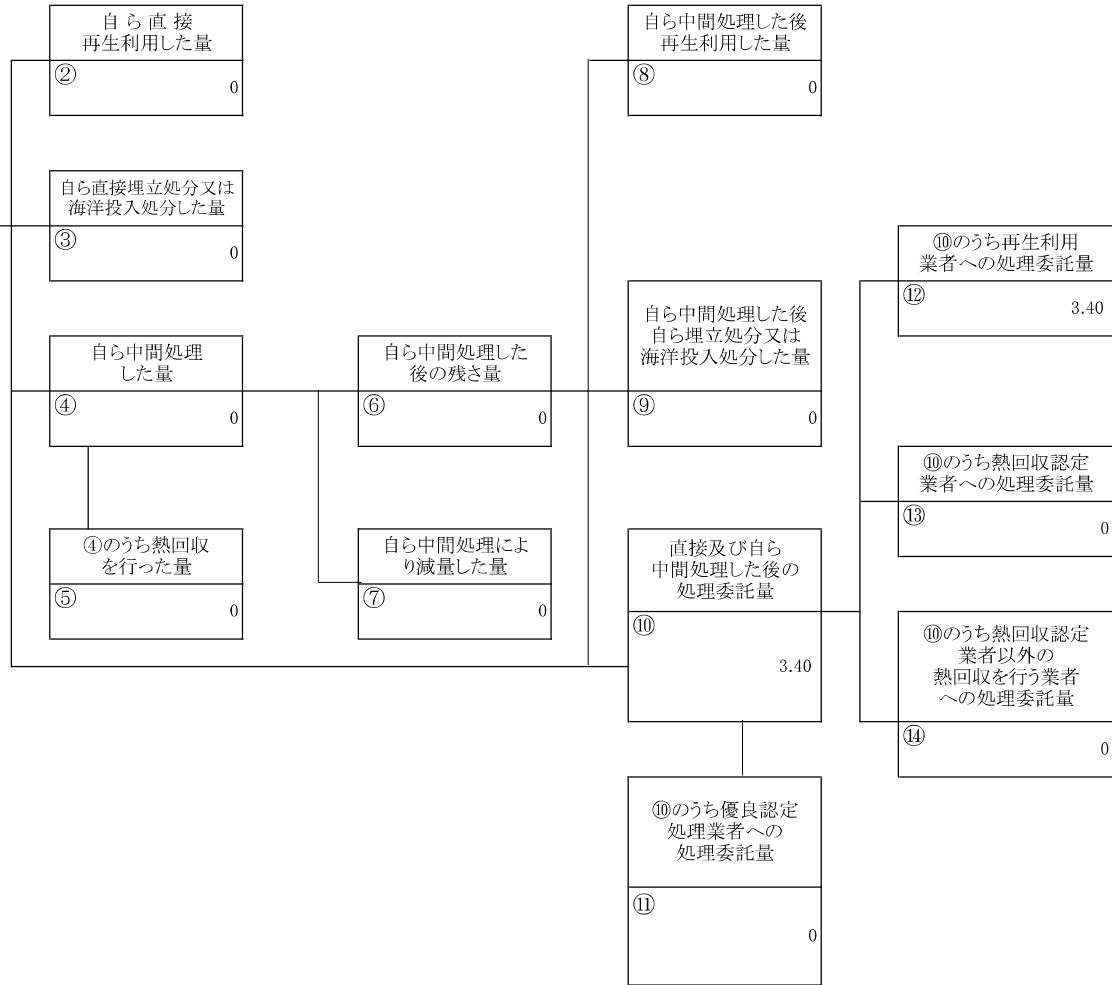 自 ら 直 接
再生利用した量
②
0
自ら直接埋立処分又は
海洋投入処分した量
③
0
自ら中間処理
した量
④
0
④のうち熱回収
を行った量
⑤
0
自ら中間処理した
後の残さ量
⑥
0
自ら中間処理によ
り減量した量
⑦
0
自ら中間処理した後
再生利用した量
⑧
0
自ら中間処理した後
自ら埋立処分又は
海洋投入処分した量
⑨
0
直接及び自ら
中間処理した後の
処理委託量
⑩
3.40
⑩のうち優良認定
処理業者への
処理委託量
⑪
0
⑩のうち再生利用
業者への処理委託量
⑫
3.40
⑩のうち熱回収認定
業者への処理委託量
⑬
0
⑩のうち熱回収認定
業者以外の
熱回収を行う業者
への処理委託量
⑭
0